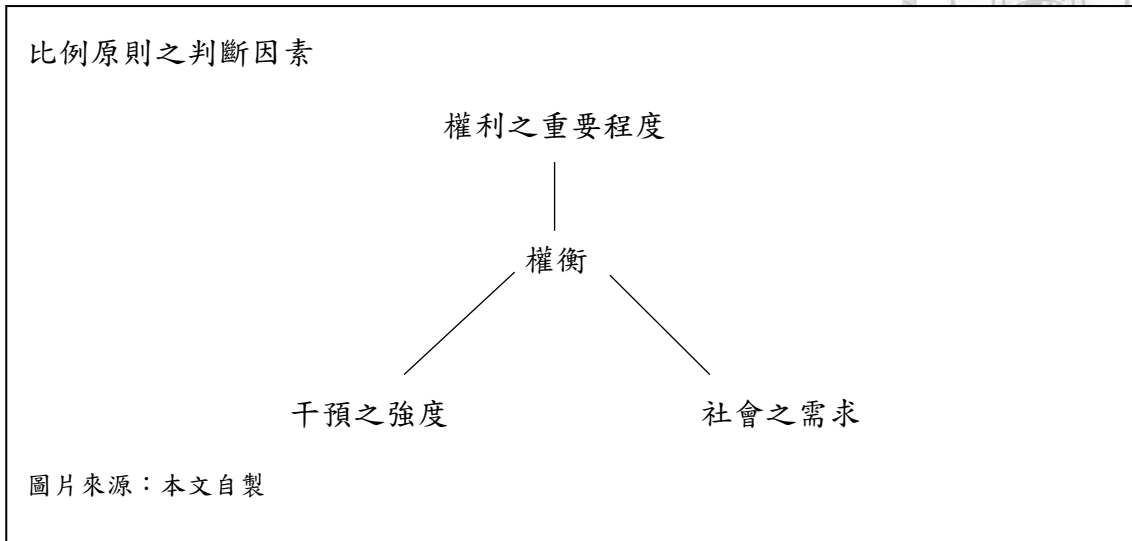 比例原則之判斷因素
權利之重要程度
權衡
干預之強度
社會之需求
圖片來源：本文自製